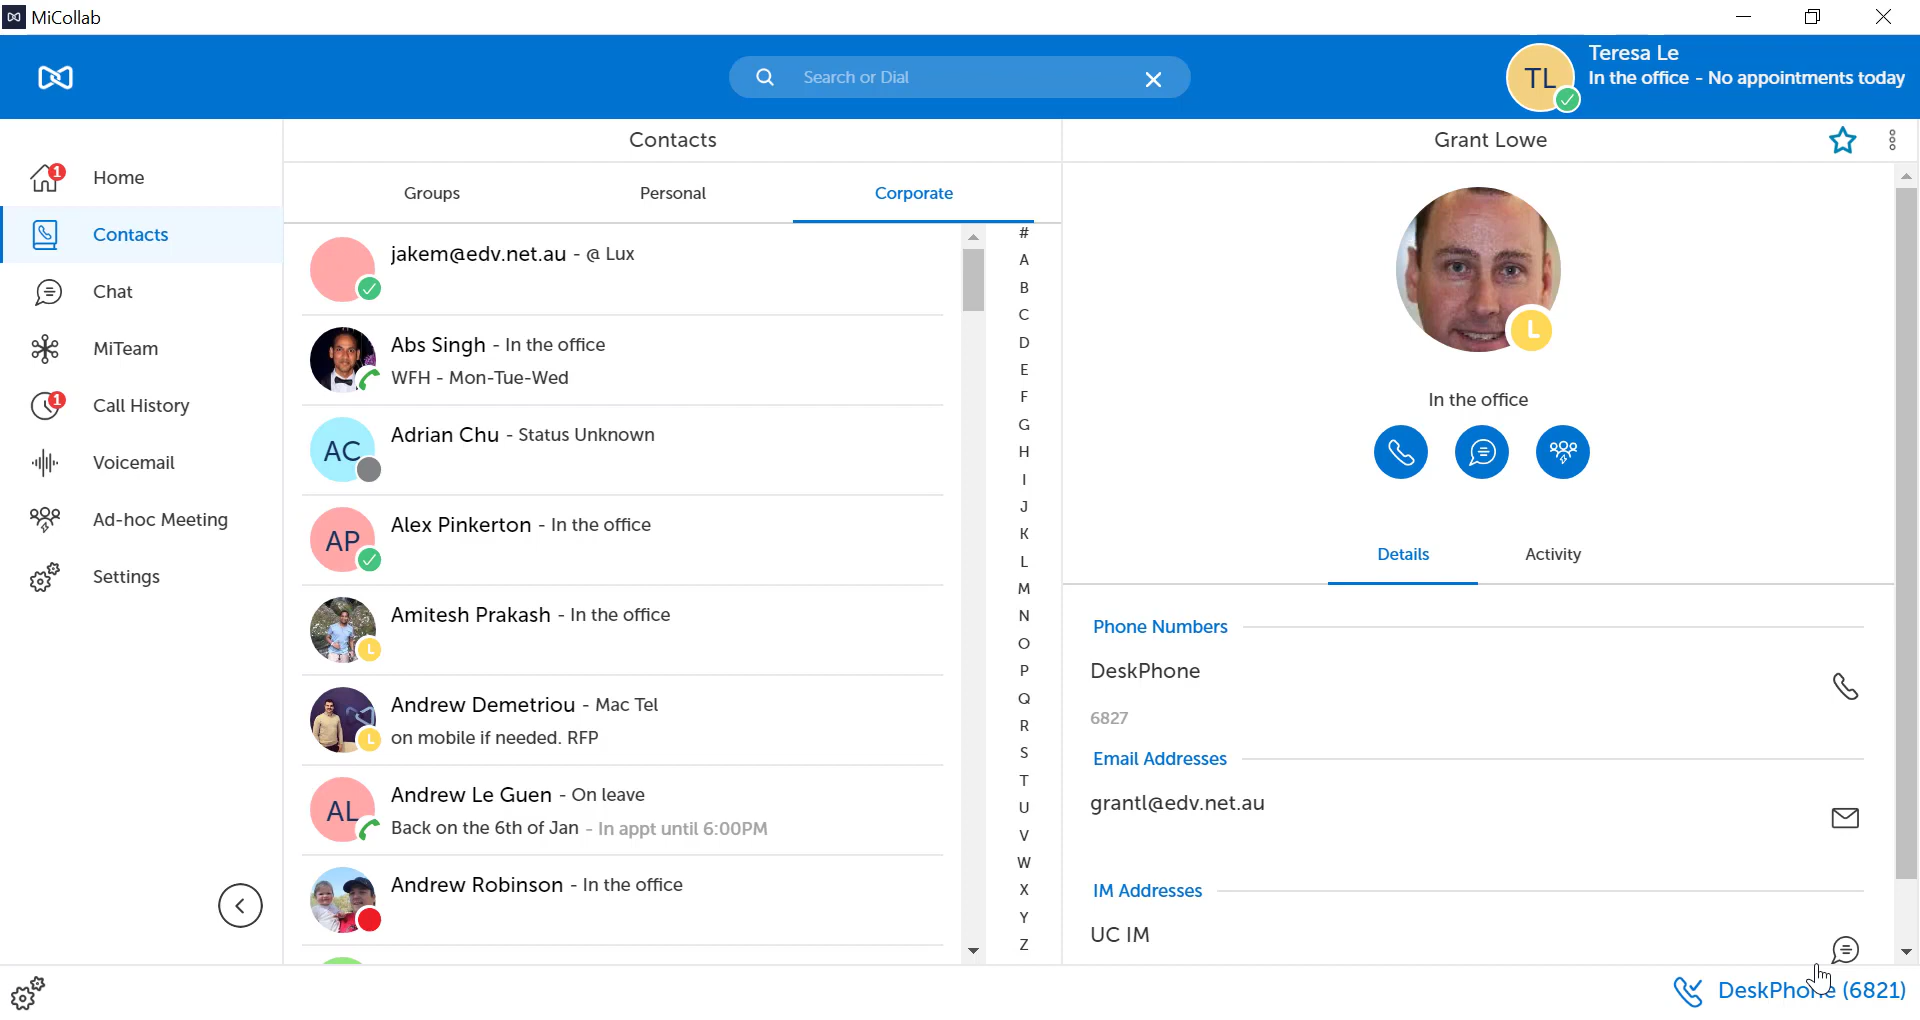 MiCollab
Search or Dial
TL
Teresa Le
In the office - No appointments today
1
Home
Contacts
Chat
MiTeam
1
Call History
Voicemail
Ad-hoc Meeting
Settings
Contacts
Groups
Personal
Corporate
jakem@edv.net.au - @ Lux
Abs Singh - In the office
WFH - Mon-Tue-Wed
AC
Adrian Chu - Status Unknown
AP
Alex Pinkerton - In the office
L
Amitesh Prakash - In the office
L
Andrew Demetriou - Mac Tel
on mobile if needed. RFP
AL
Andrew Le Guen - On leave
Back on the 6th of Jan - In appt until 6:00PM
Andrew Robinson - In the office
#
A
B
C
D
E
F
G
H
I
J
K
L
M
N
O
P
Q
R
S
T
U
V
W
X
Y
Z
Grant Lowe
L
In the office
Details
Activity
Phone Numbers
DeskPhone
6827
Email Addresses
grantl@edv.net.au
IM Addresses
UC IM
DeskPhone (6821)